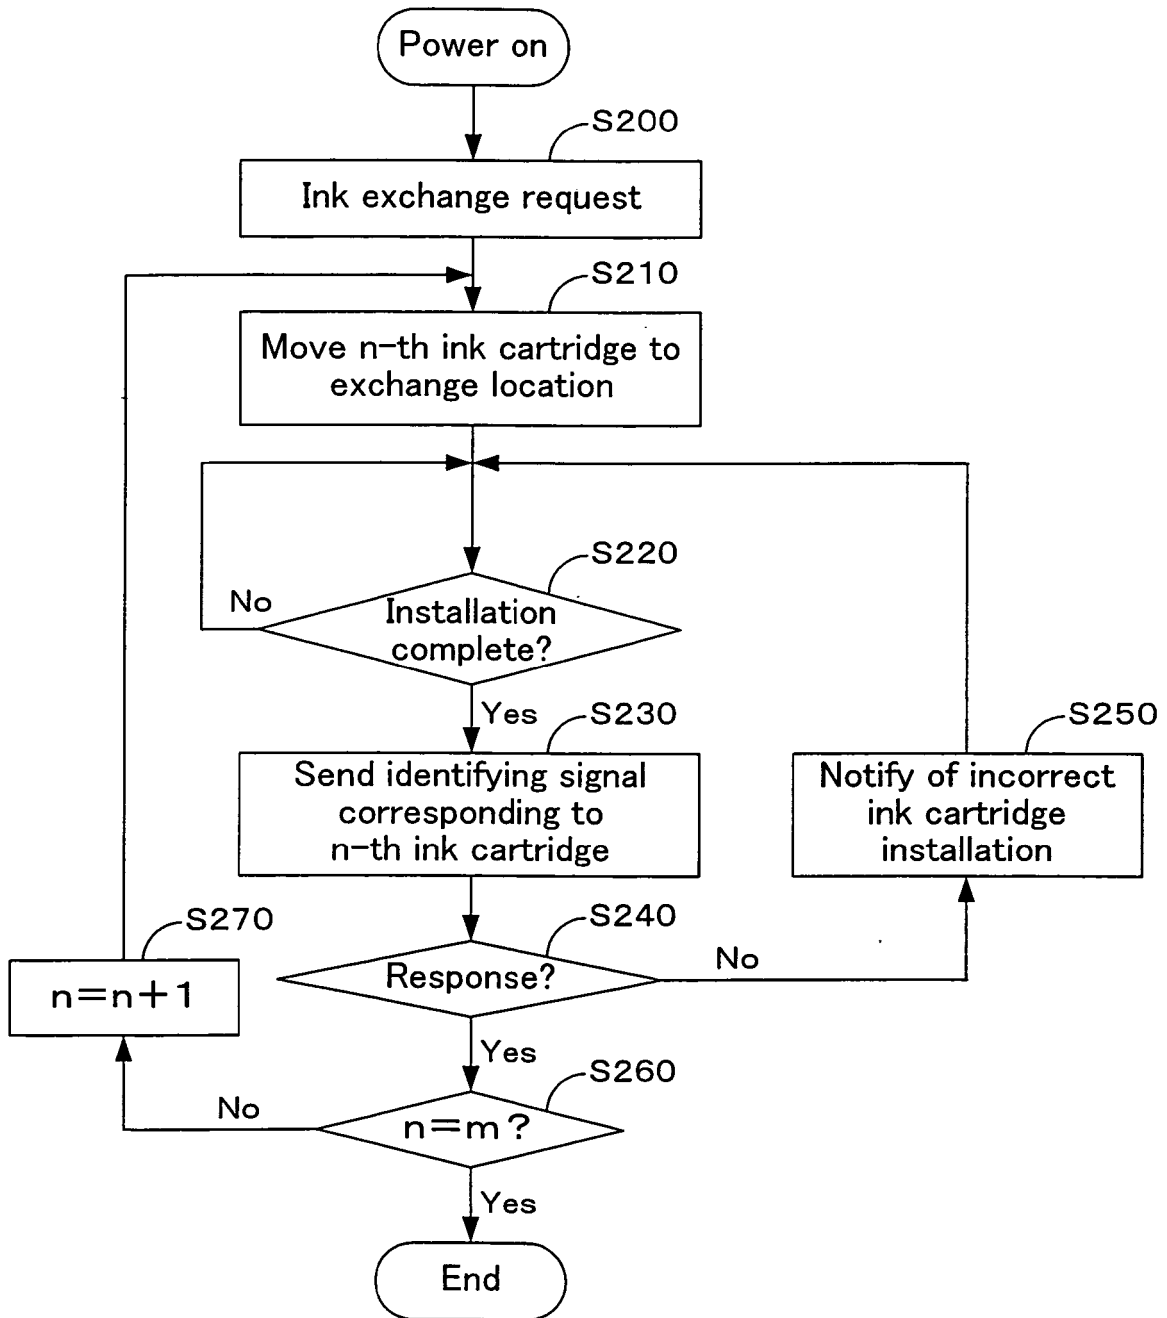 Power on
S200
Ink exchange request
S210
Move n-th ink cartridge to
exchange location
S220
No
Installation
complete?
Yes
S230
S250
Send identifying signal
corresponding to
n-th ink cartridge
Notify of incorrect
ink cartridge
installation
S270
S240
n=n+1
Response?
No
Yes
S260
No
n=m?
Yes
End